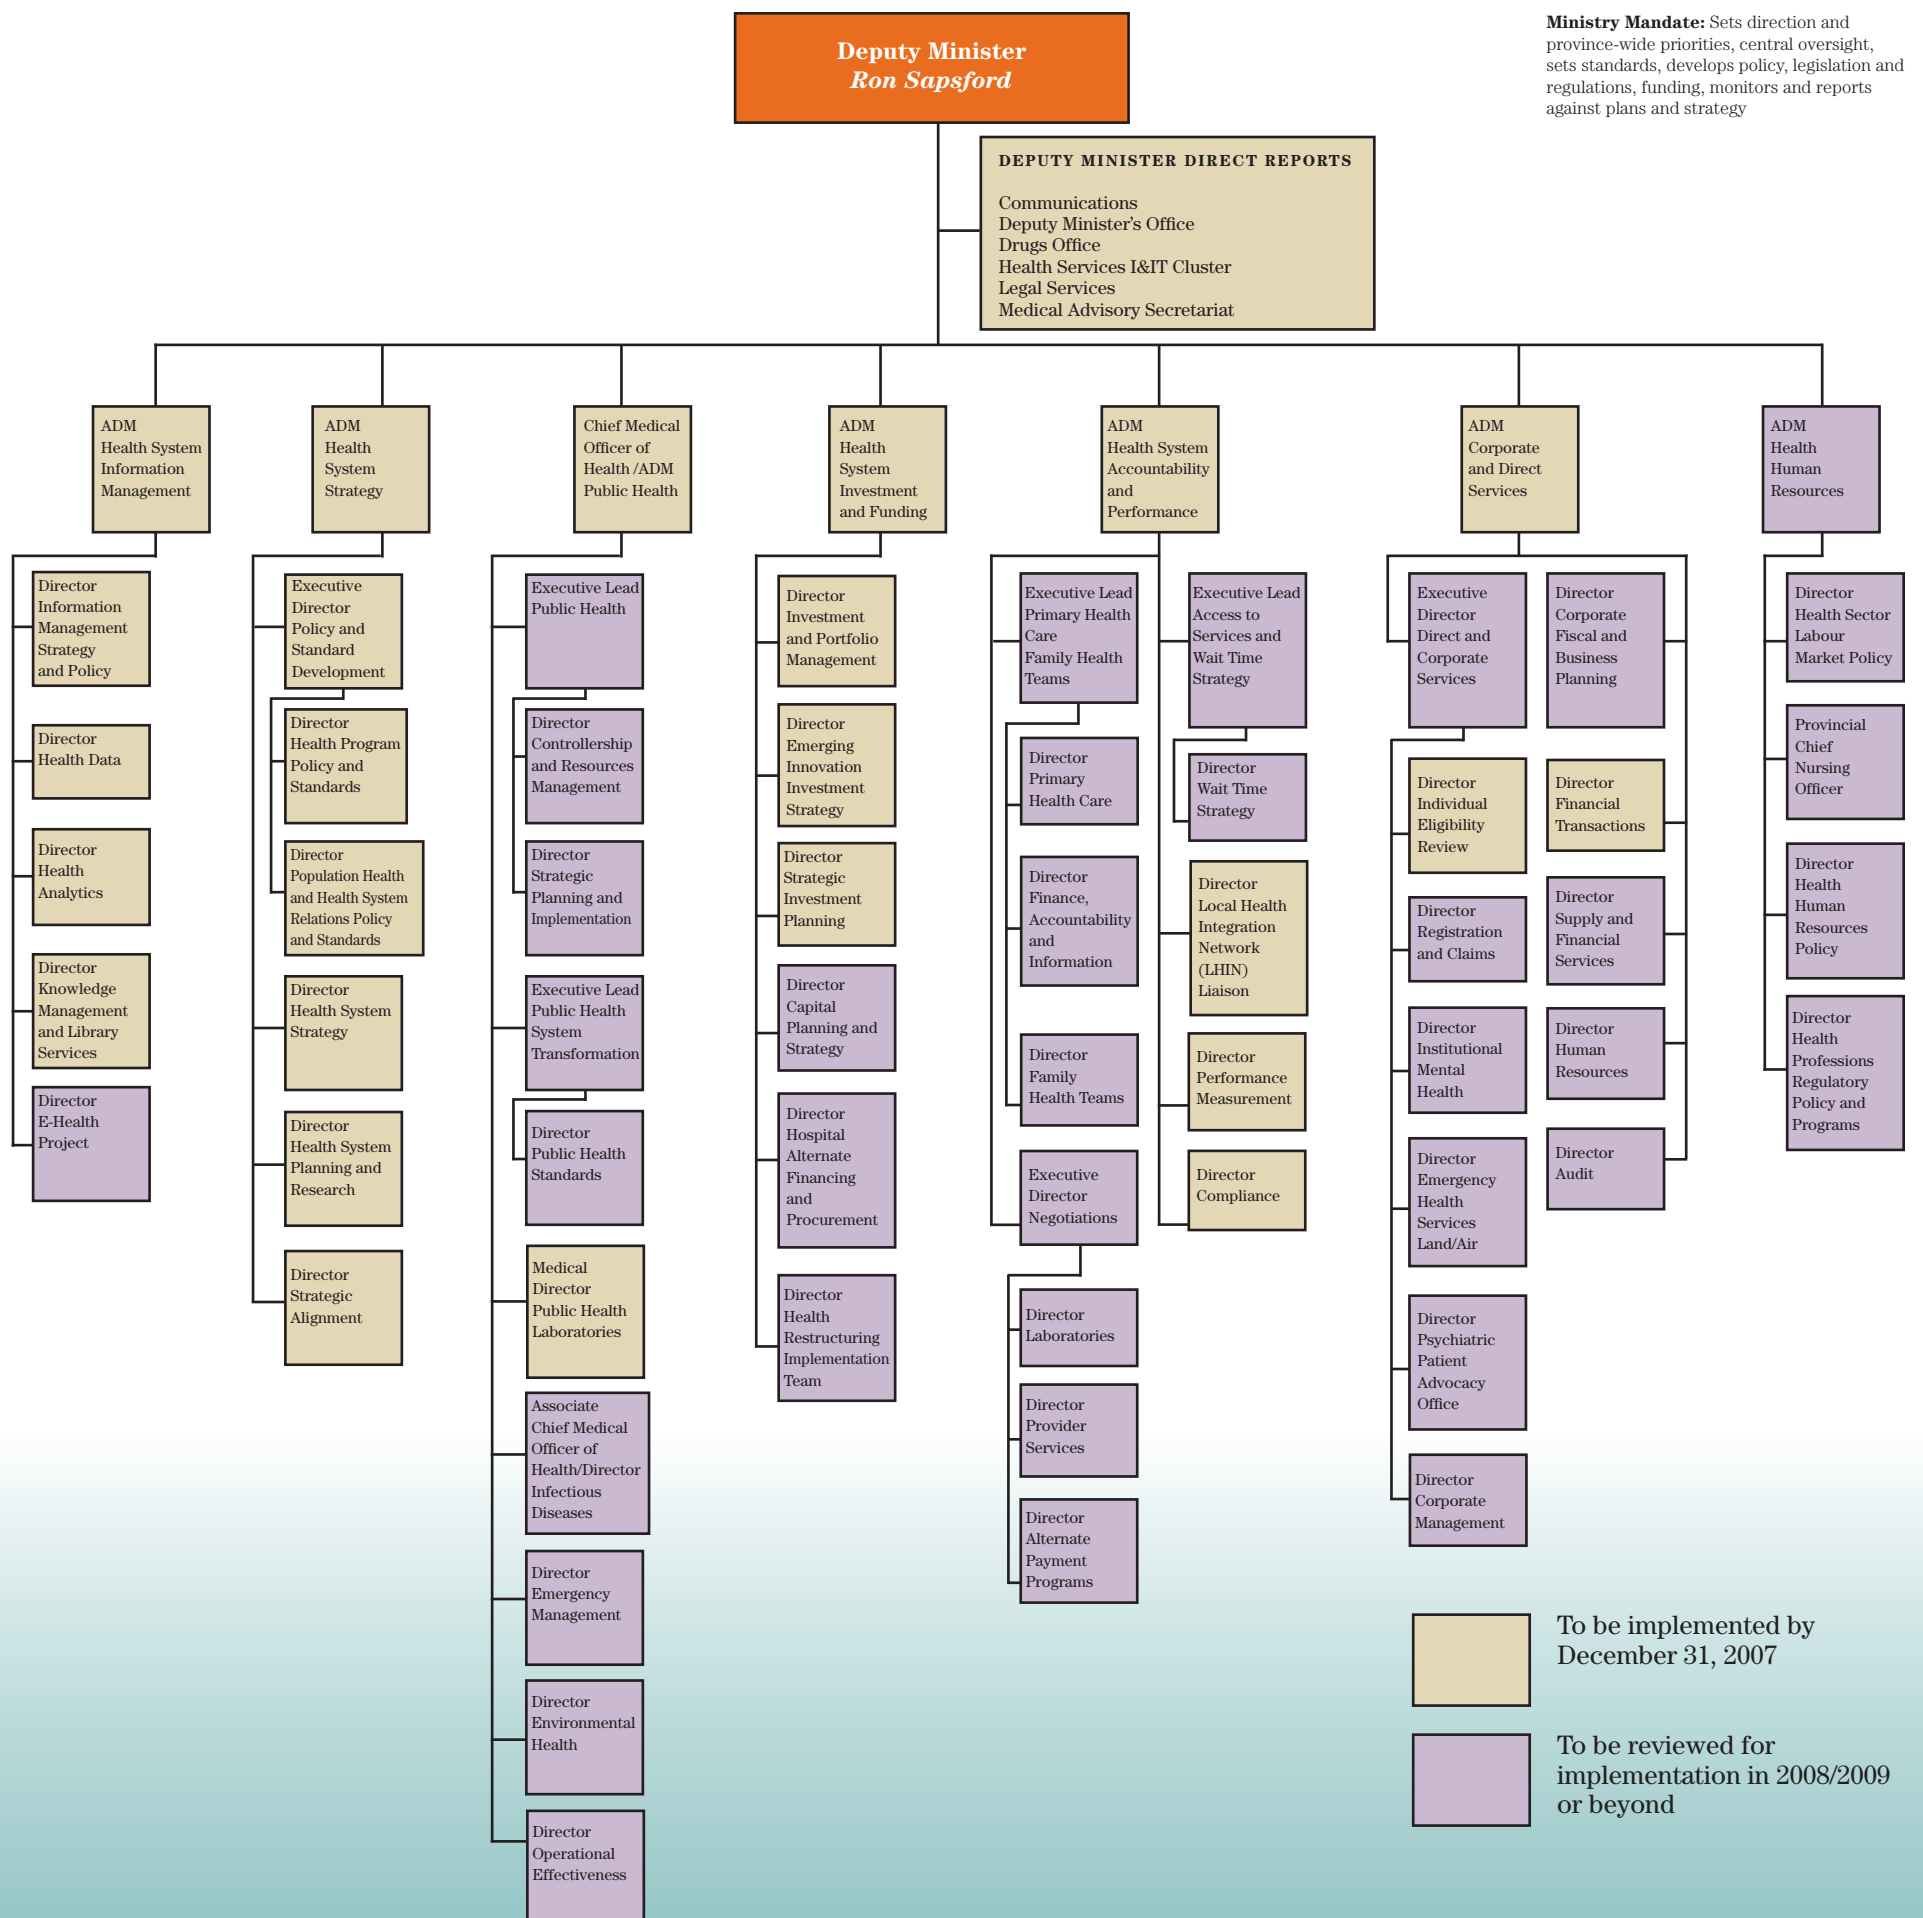 Deputy Minister
Ron Sapsford
Ministry Mandate: Sets direction and
province-wide priorities, central oversight,
sets standards, develops policy, legislation and
regulations, funding, monitors and reports
against plans and strategy
DEPUTY MINISTER DIRECT REPORTS
Communications
Deputy Minister's Office
Drugs Office
Health Services I&IT Cluster
Legal Services
Medical Advisory Secretariat
ADM
Health System
Information
Management
ADM
Health
System
Strategy
Chief Medical
Officer of
Health /ADM
Public Health
ADM
Health
System
Investment
and Funding
ADM
Health System
Accountability
and
Performance
ADM
Corporate
and Direct
Services
ADM
Health
Human
Resources
Director
Information
Management
Strategy
and Policy
Director
Health Data
Director
Health
Analytics
Director
Knowledge
Management
and Library
Services
Director
E-Health
Project
Executive
Director
Policy and
Standard
Development
Director
Health Program
Policy and
Standards
Director
Population Health
and Health System
Relations Policy
and Standards
Director
Health System
Strategy
Director
Health System
Planning and
Research
Director
Strategic
Alignment
Executive Lead
Public Health
Director
Controllership
and Resources
Management
Director
Strategic
Planning and
Implementation
Executive Lead
Public Health
System
Transformation
Director
Public Health
Standards
Medical
Director
Public Health
Laboratories
Associate
Chief Medical
Officer of
Health/Director
Infectious
Diseases
Director
Emergency
Management
Director
Environmental
Health
Director
Operational
Effectiveness
Director
Investment
and Portfolio
Management
Director
Emerging
Innovation
Investment
Strategy
Director
Strategic
Investment
Planning
Director
Capital
Planning and
Strategy
Director
Hospital
Alternate
Financing
and
Procurement
Director
Health
Restructuring
Implementation
Team
Executive Lead
Primary Health
Care
Family Health
Teams
Director
Primary
Health Care
Director
Finance,
Accountability
and
Information
Director
Family
Health Teams
Executive
Director
Negotiations
Director
Laboratories
Director
Provider
Services
Director
Alternate
Payment
Programs
Executive Lead
Access to
Services and
Wait Time
Strategy
Director
Wait Time
Strategy
Director
Local Health
Integration
Network
(LHIN)
Liaison
Director
Performance
Measurement
Director
Compliance
Executive
Director
Direct and
Corporate
Services
Director
Individual
Eligibility
Review
Director
Registration
and Claims
Director
Institutional
Mental
Health
Director
Emergency
Health
Services
Land/Air
Director
Psychiatric
Patient
Advocacy
Office
Director
Corporate
Management
Director
Corporate
Fiscal and
Business
Planning
Director
Financial
Transactions
Director
Supply and
Financial
Services
Director
Human
Resources
Director
Audit
Director
Health Sector
Labour
Market Policy
Provincial
Chief
Nursing
Officer
Director
Health
Human
Resources
Policy
Director
Health
Professions
Regulatory
Policy and
Programs
To be implemented by
December 31, 2007
To be reviewed for
implementation in 2008/2009
or beyond